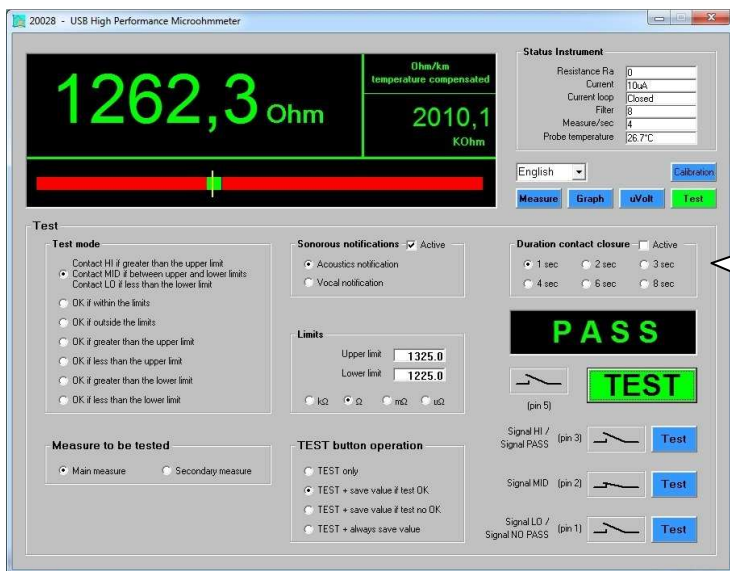 20028 - USB High Performance Microohmmeter
1262,3 Ohm
Ohm/km
temperature compensated
2010,1
KOhm
Status Instrument
Resistance Ra 0
Current 10uA
Current loop Closed
Filter 8
Measure/sec 4
Probe temperature 26.7°C
English
Calibration
Measure Graph uVolt Test
Test
Test mode
Contact HI if greater than the upper limit
Contact MID if between upper and lower limits
Contact LO if less than the lower limit
OK if within the limits
OK if outside the limits
OK if greater than the upper limit
OK if less than the upper limit
OK if greater than the lower limit
OK if less than the lower limit
Measure to be tested
Main measure Secondary measure
Sonorous notifications Active
Acoustics notification
Vocal notification
Limits
Upper limit 1325.0
Lower limit 1225.0
kΩ Ω mΩ uΩ
TEST button operation
TEST only
TEST + save value if test OK
TEST + save value if test no OK
TEST + always save value
Duration contact closure Active
1 sec 2 sec 3 sec
4 sec 6 sec 8 sec
PASS
TEST
(pin 5)
Signal HI /
Signal PASS (pin 3) Test
Signal MID (pin 2) Test
Signal LO /
Signal NO PASS (pin 1) Test